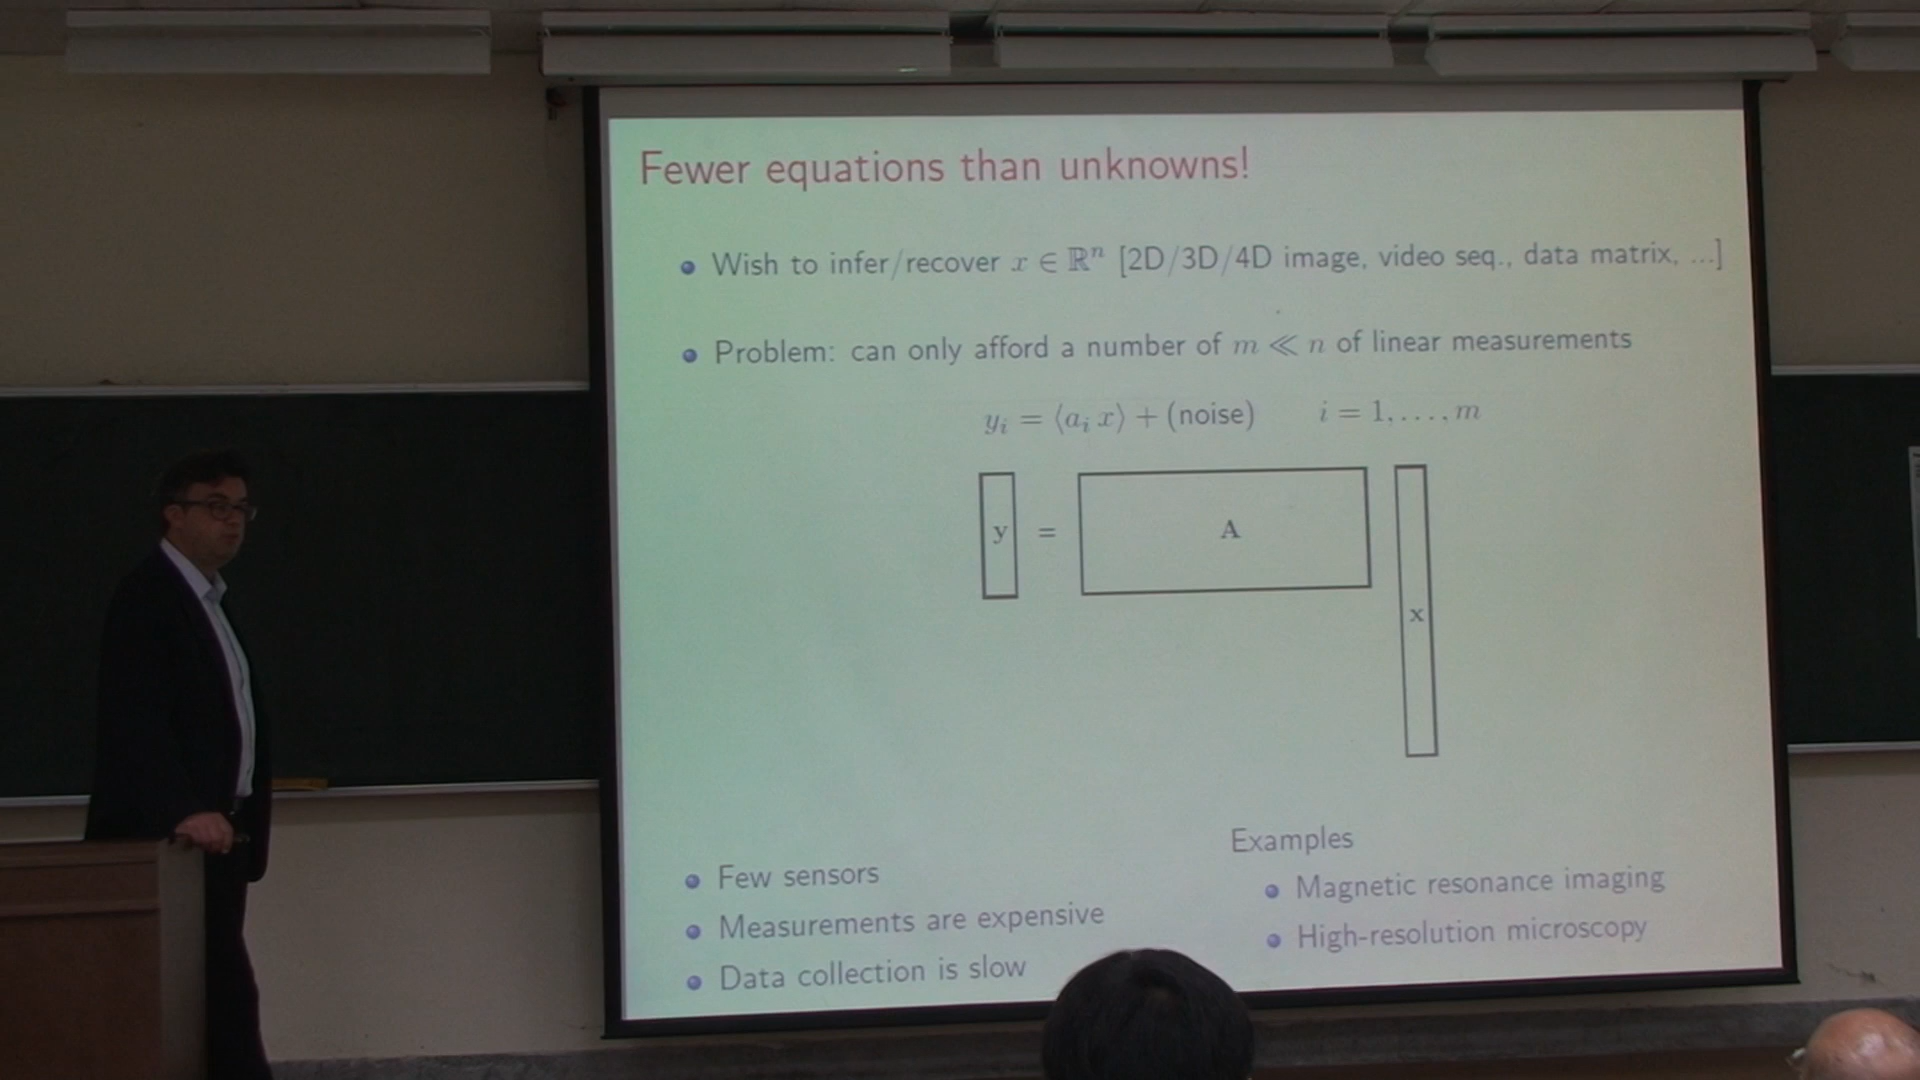 Fewer equations than unknowns!
Wish to infer/recover x ∈ ℝⁿ [2D/3D/4D image, video seq., data matrix, ...]
Problem: can only afford a number of m ≪ n of linear measurements
yᵢ = ⟨aᵢ x⟩ + (noise) i = 1, . . . , m
y = A x
Few sensors
Measurements are expensive
Data collection is slow
Examples
Magnetic resonance imaging
High-resolution microscopy